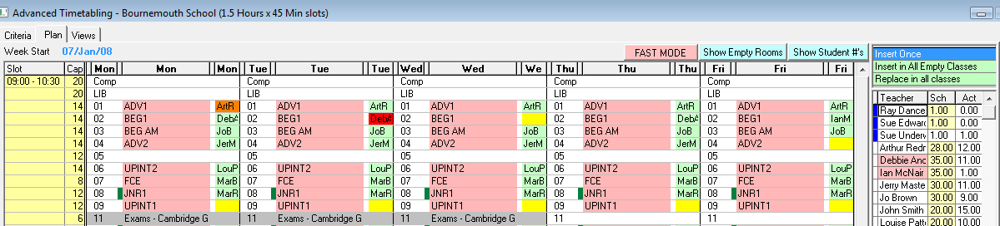 Advanced Timetabling - Bournemouth School (1.5 Hours x 45 Min slots)
Criteria Plan Views
Week Start 07/Jan/08
FAST MODE Show Empty Rooms Show Student #'s
Slot Cap Mon Mon Mon Tue Tue Tue Wed Wed We Thu Thu Thu Fri Fri Fri
09:00 - 10:30 20 Comp Comp Comp Comp Comp
20 LIB LIB LIB LIB LIB
14 01 ADV1 ArtR 01 ADV1 ArtR 01 ADV1 ArtR 01 ADV1 ArtR 01 ADV1 ArtR
14 02 BEG1 DebA 02 BEG1 DebA 02 BEG1 02 BEG1 DebA 02 BEG1 IanM
14 03 BEG AM JoB 03 BEG AM JoB 03 BEG AM JoB 03 BEG AM JoB 03 BEG AM JoB
14 04 ADV2 JerM 04 ADV2 JerM 04 ADV2 JerM 04 ADV2 JerM 04 ADV2
12 05 05 05 05 05
14 06 UPINT2 LouP 06 UPINT2 LouP 06 UPINT2 LouP 06 UPINT2 LouP 06 UPINT2 LouP
8 07 FCE MarB 07 FCE MarB 07 FCE MarB 07 FCE MarB 07 FCE MarB
12 08 JNR1 MarR 08 JNR1 MarR 08 JNR1 MarR 08 JNR1 MarR 08 JNR1 MarR
12 09 UPINT1 09 UPINT1 09 UPINT1 09 UPINT1 09 UPINT1
6 11 Exams - Cambridge G 11 Exams - Cambridge G 11 Exams - Cambridge G 11 11
Insert Once
Insert in All Empty Classes
Replace in all classes
Teacher Sch Act
Ray Dance 1.00 0.00
Sue Edward 1.00 0.00
Sue Underw 1.00 1.00
Arthur Redr 28.00 12.00
Debbie Anc 35.00 11.00
Ian McNair 35.00 1.00
Jerry Maste 30.00 11.00
Jo Brown 30.00 9.00
John Smith 20.00 15.00
Louise Patt 20.00 10.00